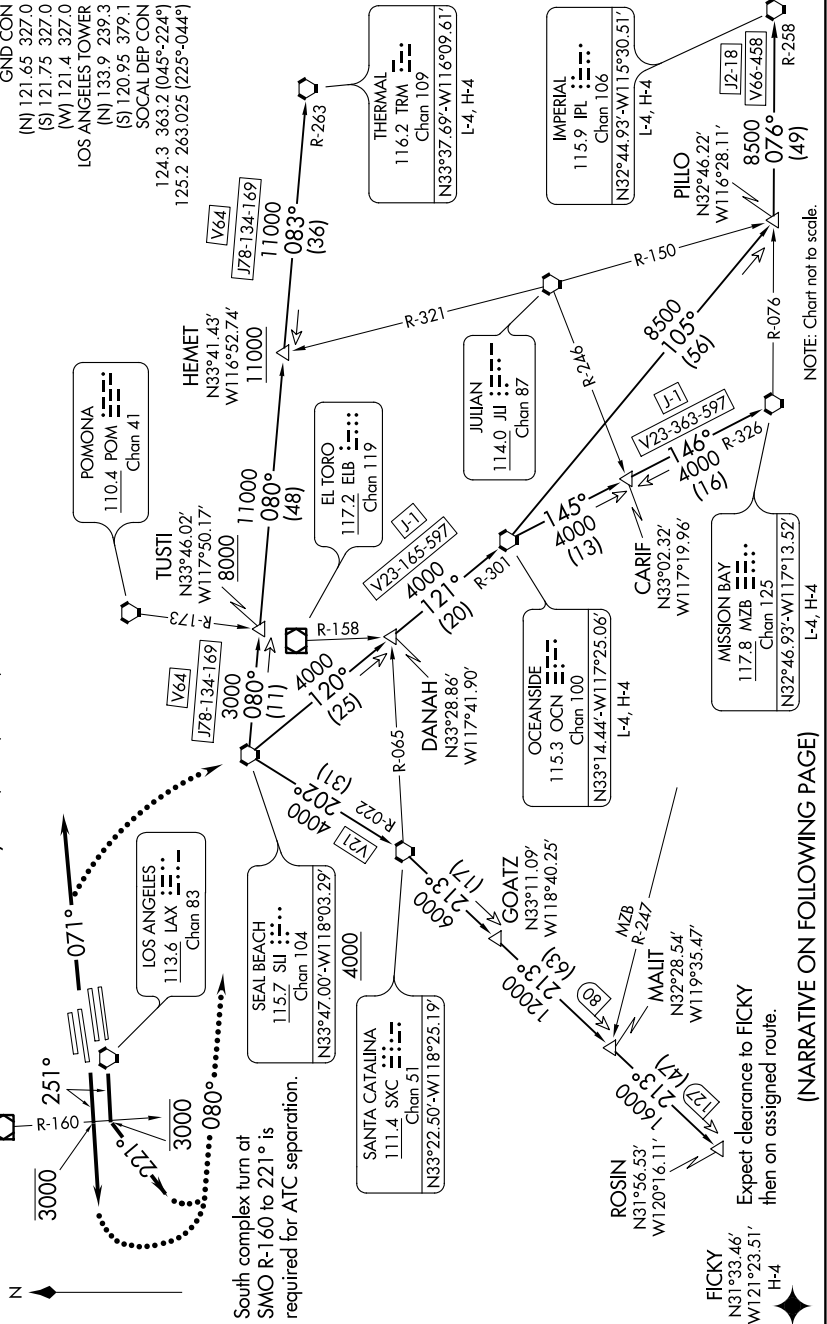 GND CON
(N) 121.65 327.0
(S) 121.75 327.0
(W) 121.4 327.0
LOS ANGELES TOWER
(N) 133.9 239.3
(S) 120.95 379.1
SOCAL DEP CON
124.3 363.2 (045°-224°)
125.2 263.025 (225°-044°)
N
3000
R-160
251°
3000
221°
080°
071°
LOS ANGELES
113.6 LAX
Chan 83
South complex turn at
SMO R-160 to 221° is
required for ATC separation.
SEAL BEACH
115.7 SLI
Chan 104
N33°47.00'-W118°03.29'
4000
POMONA
110.4 POM
Chan 41
R-173
TUSTI
N33°46.02'
W117°50.17'
8000
V64
J78-134-169
3000
080°
(11)
11000
080°
(48)
HEMET
N33°41.43'
W116°52.74'
11000
V64
J78-134-169
11000
083°
(36)
R-263
THERMAL
116.2 TRM
Chan 109
N33°37.69'-W116°09.61'
L-4, H-4
EL TORO
117.2 ELB
Chan 119
R-158
4000
120°
(25)
R-065
DANAH
N33°28.86'
W117°41.90'
J-1
V23-165-597
4000
121°
(20)
R-301
4000
202°
(31)
R-022
V21
SANTA CATALINA
111.4 SXC
Chan 51
N33°22.50'-W118°25.19'
6000
213°
(17)
GOATZ
N33°11.09'
W118°40.25'
12000
213°
(63)
80
MZB
R-247
MALIT
N32°28.54'
W119°35.47'
16000
213°
(47)
127
ROSIN
N31°56.53'
W120°16.11'
FICKY
N31°33.46'
W121°23.51'
H-4
Expect clearance to FICKY
then on assigned route.
OCEANSIDE
115.3 OCN
Chan 100
N33°14.44'-W117°25.06'
L-4, H-4
145°
4000
(13)
CARIF
N33°02.32'
W117°19.96'
J-1
V23-363-597
146°
4000
(16)
R-326
MISSION BAY
117.8 MZB
Chan 125
N32°46.93'-W117°13.52'
L-4, H-4
JULIAN
114.0 JLI
Chan 87
R-321
R-246
R-150
8500
105°
(56)
R-076
PILLO
N32°46.22'
W116°28.11'
8500
076°
(49)
J2-18
V66-458
R-258
IMPERIAL
115.9 IPL
Chan 106
N32°44.93'-W115°30.51'
L-4, H-4
NOTE: Chart not to scale.
(NARRATIVE ON FOLLOWING PAGE)